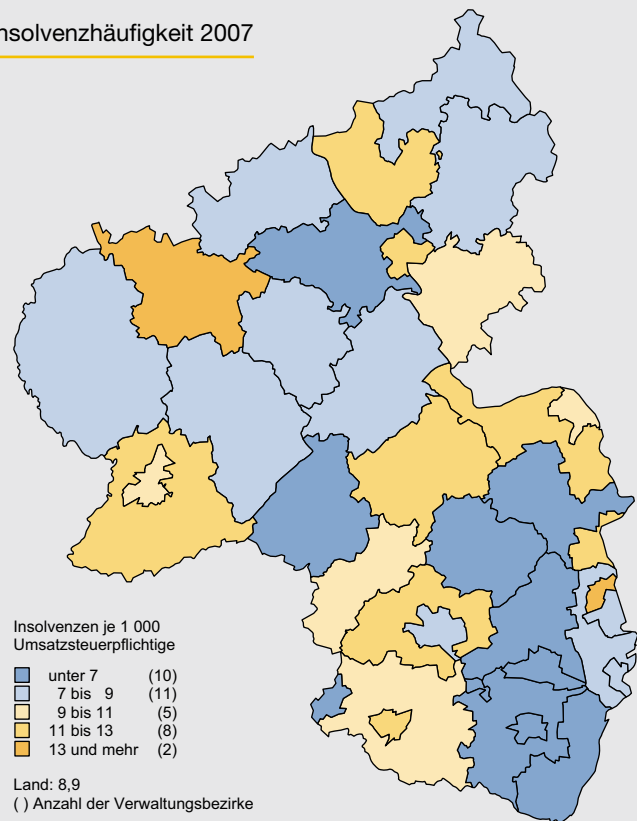 nsolvenzhäufigkeit 2007
Insolvenzen je 1 000
Umsatzsteuerpflichtige
unter 7 (10)
7 bis 9 (11)
9 bis 11 (5)
11 bis 13 (8)
13 und mehr (2)
Land: 8,9
( ) Anzahl der Verwaltungsbezirke